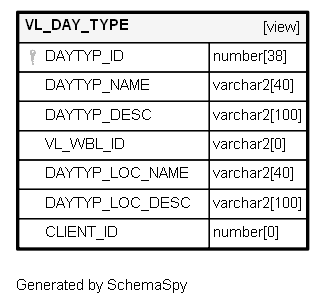 VL_DAY_TYPE [view]
DAYTYP_ID number[38]
DAYTYP_NAME varchar2[40]
DAYTYP_DESC varchar2[100]
VL_WBL_ID varchar2[0]
DAYTYP_LOC_NAME varchar2[40]
DAYTYP_LOC_DESC varchar2[100]
CLIENT_ID number[0]
Generated by SchemaSpy